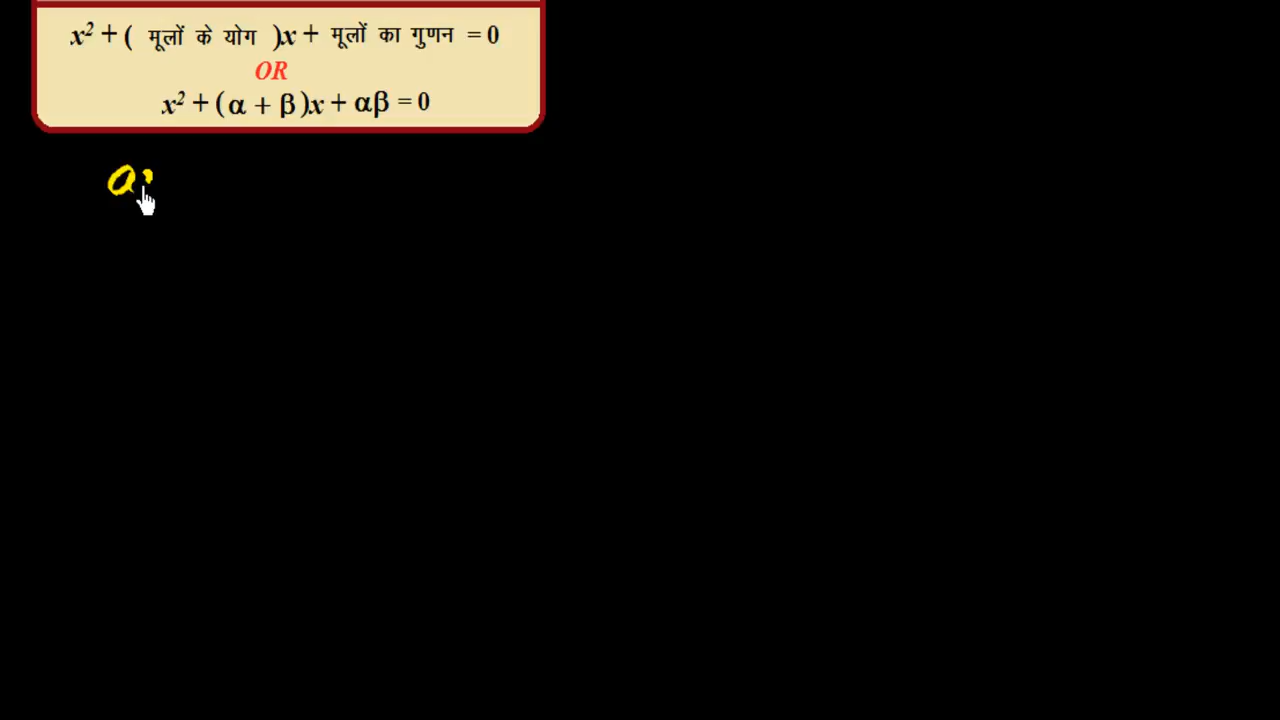 x² + ( मूलों के योग )x + मूलों का गुणन = 0
OR
x² + (α + β)x + αβ = 0
a